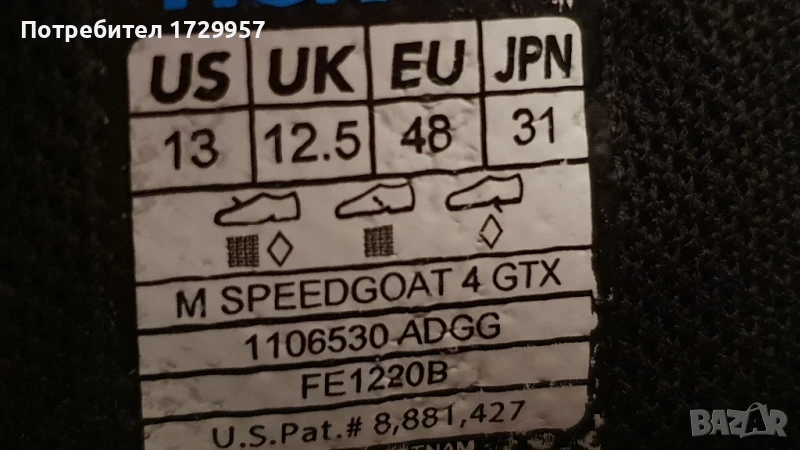 Потребител 1729957
US UK EU JPN
13 12.5 48 31
M SPEEDGOAT 4 GTX
1106530 ADGG
FE1220B
U.S.Pat.# 8,881,427
BAZAR